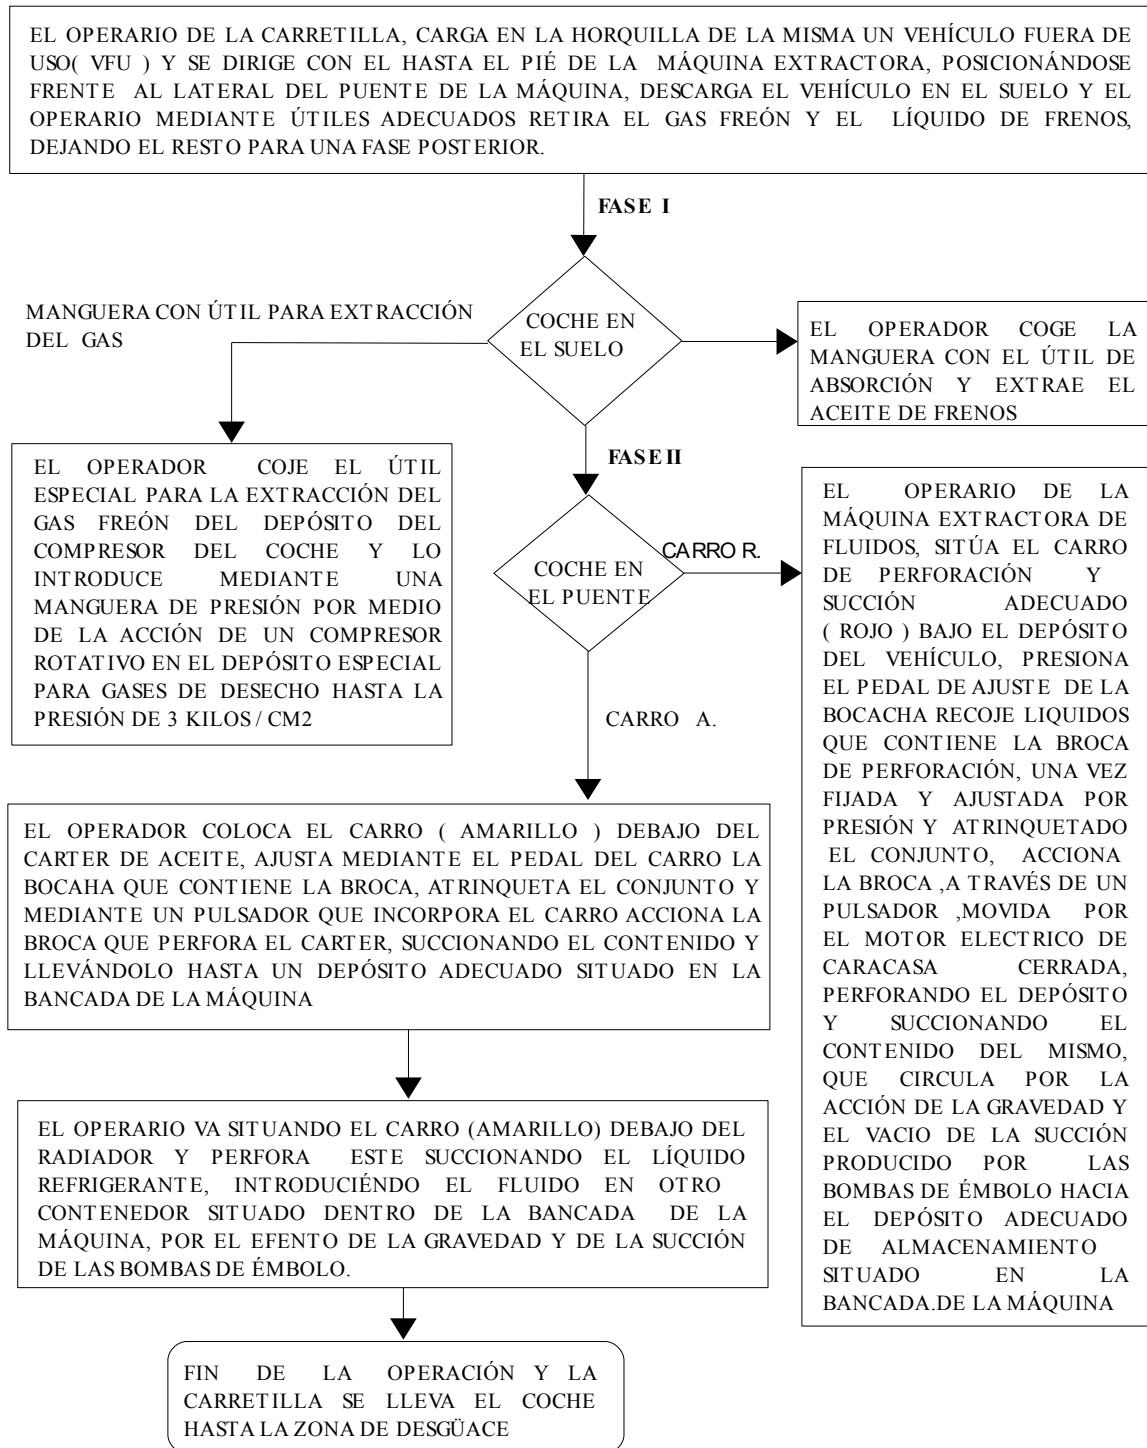 EL OPERARIO DE LA CARRETILLA, CARGA EN LA HORQUILLA DE LA MISMA UN VEHÍCULO FUERA DE
USO( VFU ) Y SE DIRIGE CON EL HASTA EL PIÉ DE LA MÁQUINA EXTRACTORA, POSICIONÁNDOSE
FRENTE AL LATERAL DEL PUENTE DE LA MÁQUINA, DESCARGA EL VEHÍCULO EN EL SUELO Y EL
OPERARIO MEDIANTE ÚTILES ADECUADOS RETIRA EL GAS FREÓN Y EL LÍQUIDO DE FRENOS,
DEJANDO EL RESTO PARA UNA FASE POSTERIOR.
FASE I
MANGUERA CON ÚTIL PARA EXTRACCIÓN
DEL GAS
COCHE EN
EL SUELO
EL OPERADOR COGE LA
MANGUERA CON EL ÚTIL DE
ABSORCIÓN Y EXTRAE EL
ACEITE DE FRENOS
EL OPERADOR COJE EL ÚTIL
ESPECIAL PARA LA EXTRACCIÓN DEL
GAS FREÓN DEL DEPÓSITO DEL
COMPRESOR DEL COCHE Y LO
INTRODUCE MEDIANTE UNA
MANGUERA DE PRESIÓN POR MEDIO
DE LA ACCIÓN DE UN COMPRESOR
ROTATIVO EN EL DEPÓSITO ESPECIAL
PARA GASES DE DESECHO HASTA LA
PRESIÓN DE 3 KILOS / CM2
FASE II
COCHE EN
EL PUENTE
CARRO R.
EL OPERARIO DE LA
MÁQUINA EXTRACTORA DE
FLUIDOS, SITÚA EL CARRO
DE PERFORACIÓN Y
SUCCIÓN ADECUADO
( ROJO ) BAJO EL DEPÓSITO
DEL VEHÍCULO, PRESIONA
EL PEDAL DE AJUSTE DE LA
BOCACHA RECOJE LIQUIDOS
QUE CONTIENE LA BROCA
DE PERFORACIÓN, UNA VEZ
FIJADA Y AJUSTADA POR
PRESIÓN Y ATRINQUETADO
EL CONJUNTO, ACCIONA
LA BROCA ,A TRAVÉS DE UN
PULSADOR ,MOVIDA POR
EL MOTOR ELECTRICO DE
CARACASA CERRADA,
PERFORANDO EL DEPÓSITO
Y SUCCIONANDO EL
CONTENIDO DEL MISMO,
QUE CIRCULA POR LA
ACCIÓN DE LA GRAVEDAD Y
EL VACIO DE LA SUCCIÓN
PRODUCIDO POR LAS
BOMBAS DE ÉMBOLO HACIA
EL DEPÓSITO ADECUADO
DE ALMACENAMIENTO
SITUADO EN LA
BANCADA.DE LA MÁQUINA
CARRO A.
EL OPERADOR COLOCA EL CARRO ( AMARILLO ) DEBAJO DEL
CARTER DE ACEITE, AJUSTA MEDIANTE EL PEDAL DEL CARRO LA
BOCAHA QUE CONTIENE LA BROCA, ATRINQUETA EL CONJUNTO Y
MEDIANTE UN PULSADOR QUE INCORPORA EL CARRO ACCIONA LA
BROCA QUE PERFORA EL CARTER, SUCCIONANDO EL CONTENIDO Y
LLEVÁNDOLO HASTA UN DEPÓSITO ADECUADO SITUADO EN LA
BANCADA DE LA MÁQUINA
EL OPERARIO VA SITUANDO EL CARRO (AMARILLO) DEBAJO DEL
RADIADOR Y PERFORA ESTE SUCCIONANDO EL LÍQUIDO
REFRIGERANTE, INTRODUCIÉNDO EL FLUIDO EN OTRO
CONTENEDOR SITUADO DENTRO DE LA BANCADA DE LA
MÁQUINA, POR EL EFENTO DE LA GRAVEDAD Y DE LA SUCCIÓN
DE LAS BOMBAS DE ÉMBOLO.
FIN DE LA OPERACIÓN Y LA
CARRETILLA SE LLEVA EL COCHE
HASTA LA ZONA DE DESGÜACE